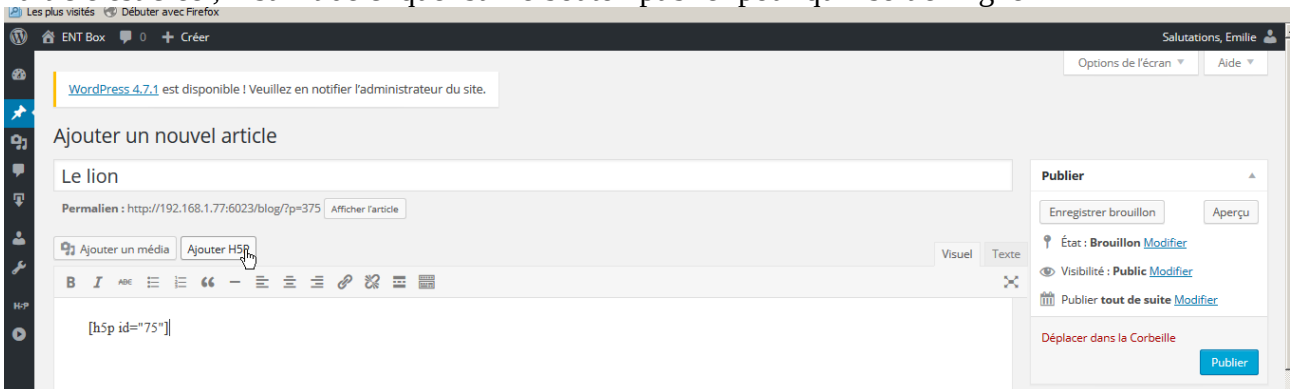 Les plus visités Débuter avec Firefox
ENT Box 0 + Créer Salutations, Emilie
Options de l'écran Aide
WordPress 4.7.1 est disponible ! Veuillez en notifier l'administrateur du site.
Ajouter un nouvel article
Le lion
Permalien : http://192.168.1.77:6023/blog/?p=375 Afficher l'article
Ajouter un média Ajouter H5P
Visuel Texte
B I ABC
[h5p id="75"]
H5P
Publier
Enregistrer brouillon Aperçu
État : Brouillon Modifier
Visibilité : Public Modifier
Publier tout de suite Modifier
Déplacer dans la Corbeille
Publier